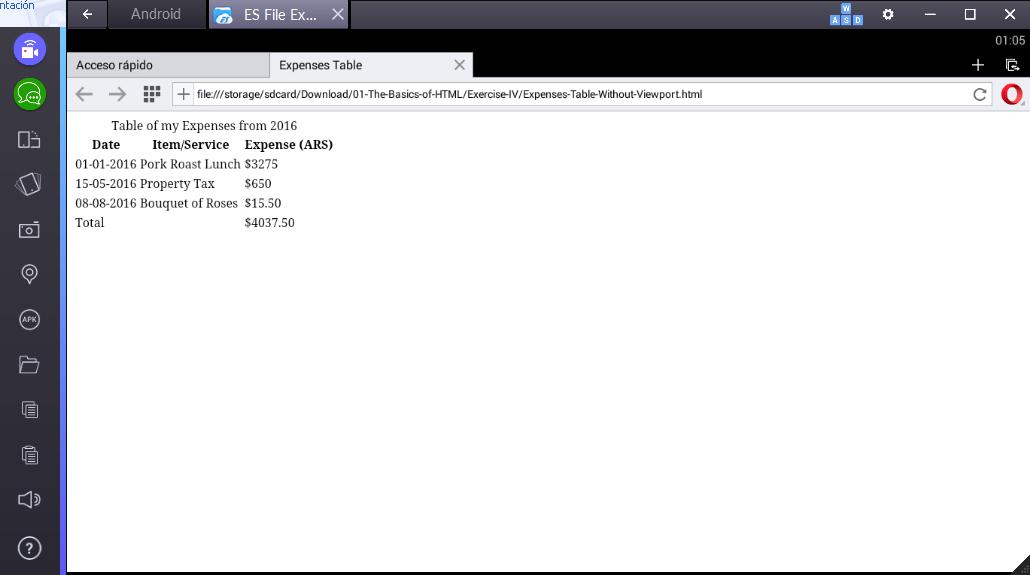 ntación
Android
ES File Ex...
W
A S D
01:05
Acceso rápido
Expenses Table
file:///storage/sdcard/Download/01-The-Basics-of-HTML/Exercise-IV/Expenses-Table-Without-Viewport.html
Table of my Expenses from 2016
Date Item/Service Expense (ARS)
01-01-2016 Pork Roast Lunch $3275
15-05-2016 Property Tax $650
08-08-2016 Bouquet of Roses $15.50
Total $4037.50
APK